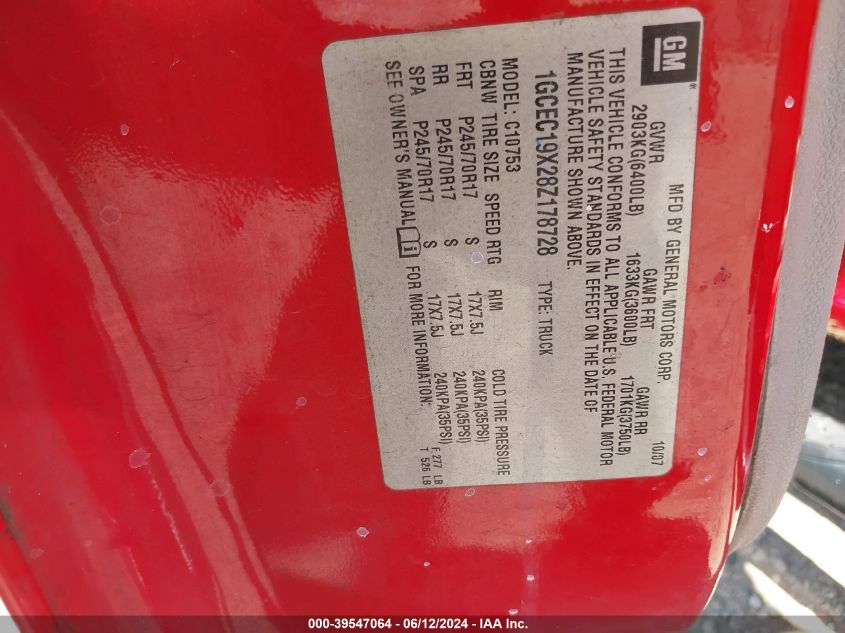 GM
MFD BY GENERAL MOTORS CORP.
10/07
GVWR GAWR FRT GAWR RR
2903KG(6400LB) 1633KG(3600LB) 1701KG(3750LB)
THIS VEHICLE CONFORMS TO ALL APPLICABLE U.S. FEDERAL MOTOR
VEHICLE SAFETY STANDARDS IN EFFECT ON THE DATE OF
MANUFACTURE SHOWN ABOVE.
1GCEC19X28Z178728 TYPE: TRUCK
MODEL: C10753
CBNW TIRE SIZE SPEED RTG RIM COLD TIRE PRESSURE
FRT P245/70R17 S 17X7.5J 240KPA(35PSI)
RR P245/70R17 S 17X7.5J 240KPA(35PSI)
SPA P245/70R17 S 17X7.5J 240KPA(35PSI)
SEE OWNER'S MANUAL i FOR MORE INFORMATION:
F 277 LB
T 526 LB
000-39547064 - 06/12/2024 - IAA Inc.